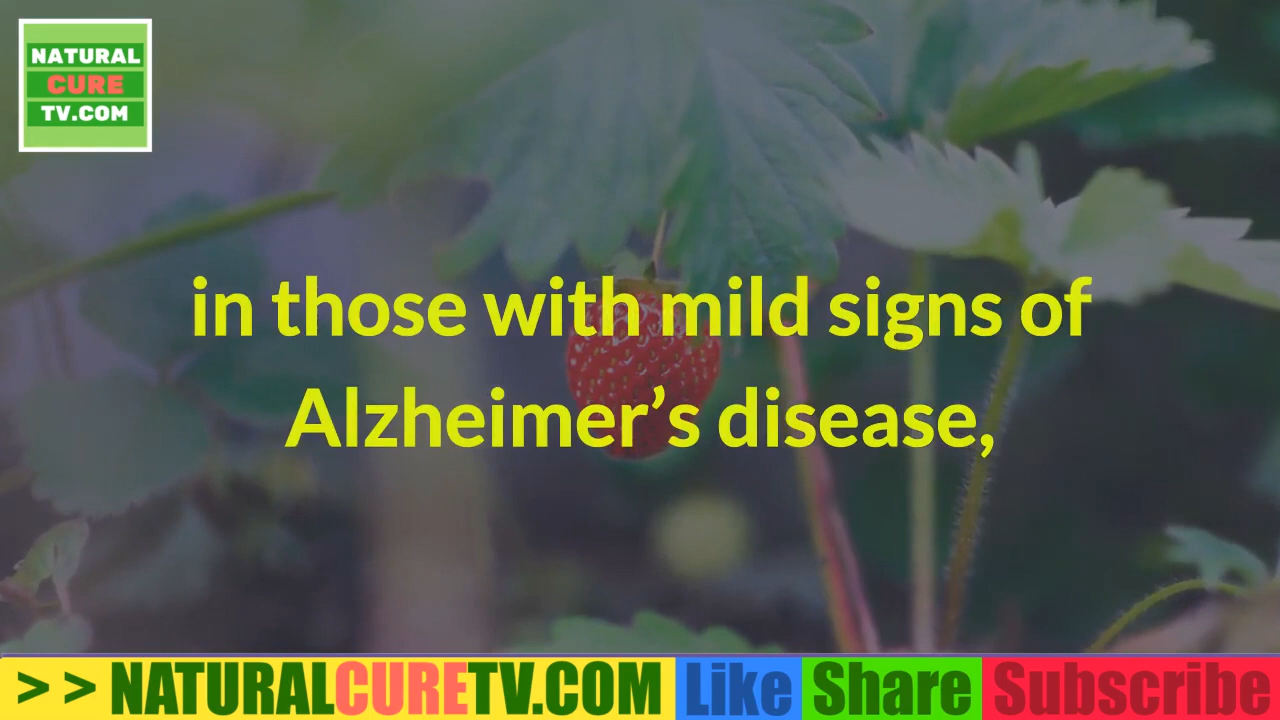 NATURAL
CURE
TV.COM
in those with mild signs of
Alzheimer’s disease,
> > NATURALCURETV.COM Like Share Subscribe